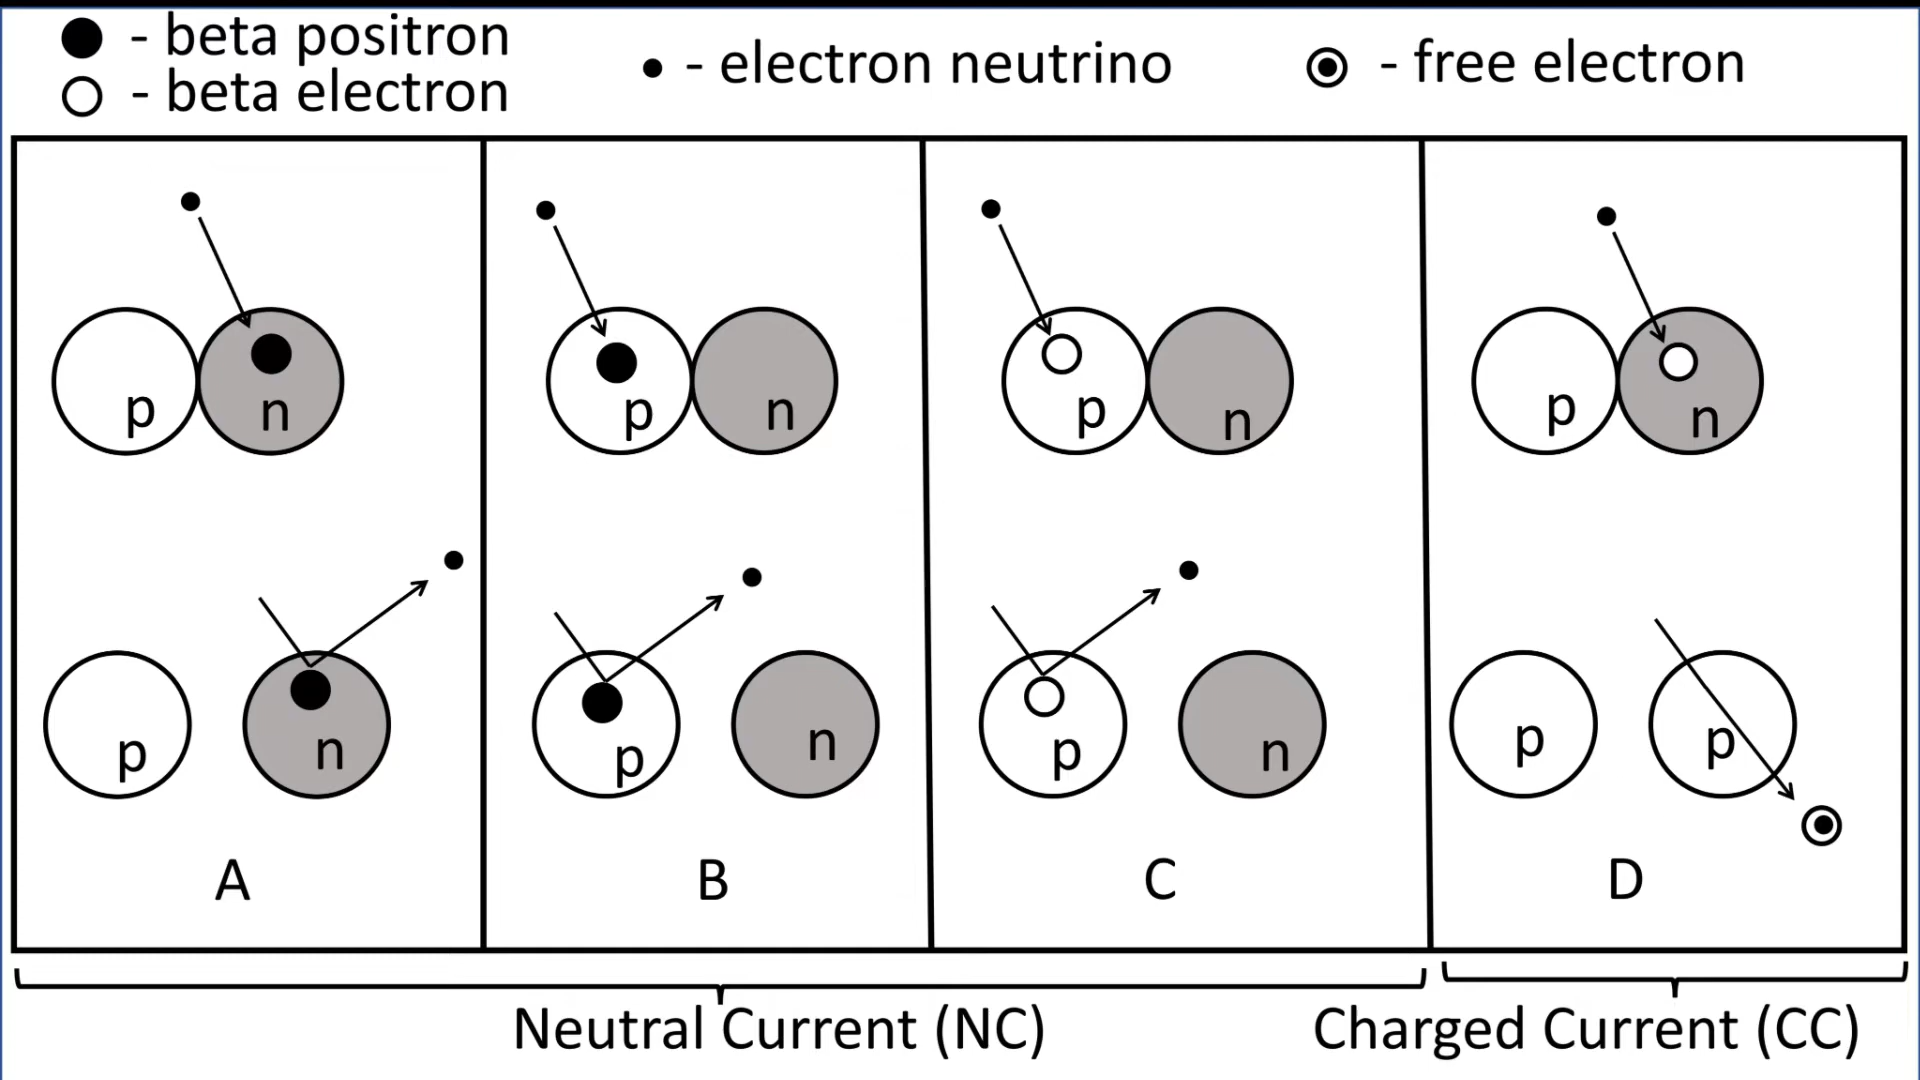 - beta positron
- beta electron
- electron neutrino
- free electron
p n
p n
p n
p n
p n
p n
p n
p p
A
B
C
D
Neutral Current (NC)
Charged Current (CC)